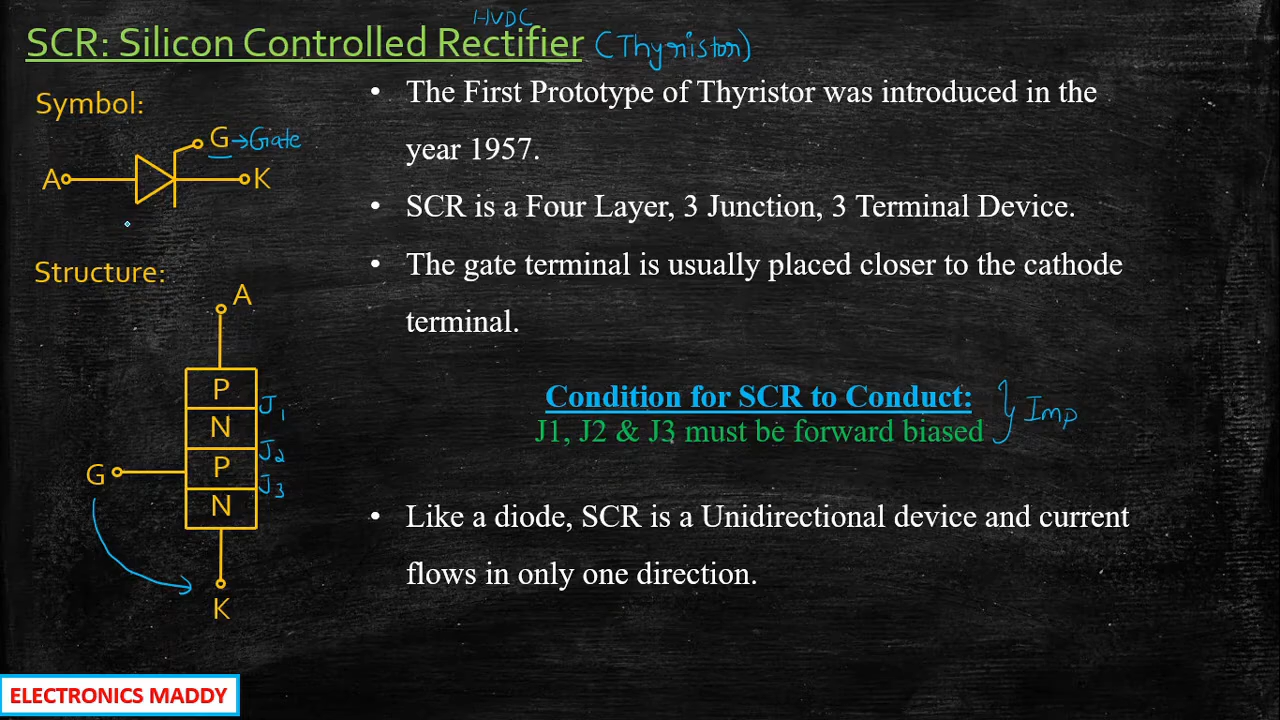 HVDC
SCR: Silicon Controlled Rectifier (Thyristor)
Symbol:
G → Gate
A
K
Structure:
A
P
J1
N
J2
G
P
J3
N
K
• The First Prototype of Thyristor was introduced in the
year 1957.
• SCR is a Four Layer, 3 Junction, 3 Terminal Device.
• The gate terminal is usually placed closer to the cathode
terminal.
Condition for SCR to Conduct:
J1, J2 & J3 must be forward biased
Imp
• Like a diode, SCR is a Unidirectional device and current
flows in only one direction.
ELECTRONICS MADDY